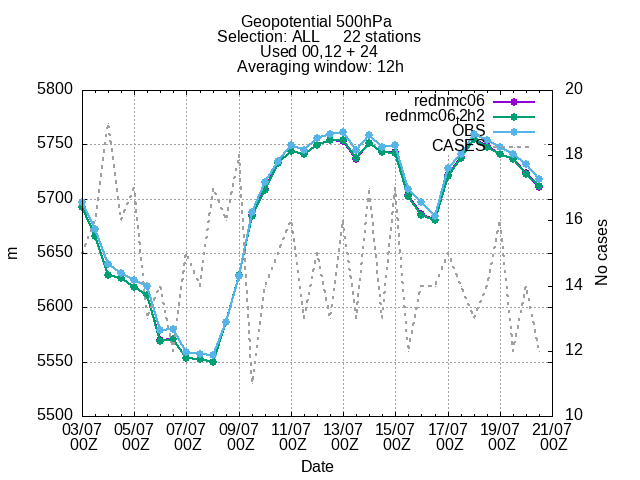 Geopotential 500hPa
Selection: ALL 22 stations
Used 00,12 + 24
Averaging window: 12h
5800
5750
5700
5650
5600
5550
5500
m
20
18
16
14
12
10
No cases
rednmc06
rednmc06,2h2
OBS
CASES
03/07 05/07 07/07 09/07 11/07 13/07 15/07 17/07 19/07 21/07
00Z 00Z 00Z 00Z 00Z 00Z 00Z 00Z 00Z 00Z
Date